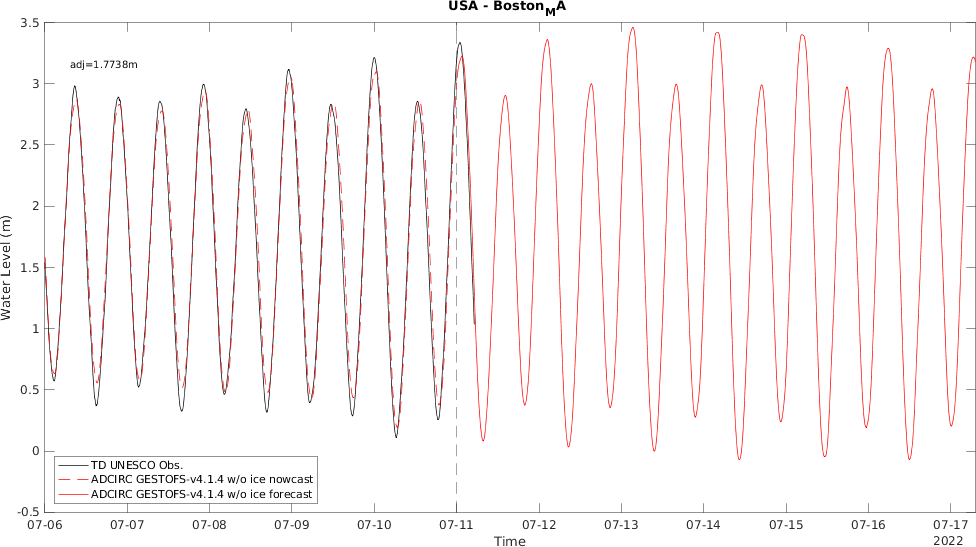 USA - Boston_MA
3.5
adj=1.7738m
3
2.5
2
Water Level (m)
1.5
1
0.5
0
TD UNESCO Obs.
ADCIRC GESTOFS-v4.1.4 w/o ice nowcast
ADCIRC GESTOFS-v4.1.4 w/o ice forecast
-0.5
07-06 07-07 07-08 07-09 07-10 07-11 07-12 07-13 07-14 07-15 07-16 07-17
Time 2022